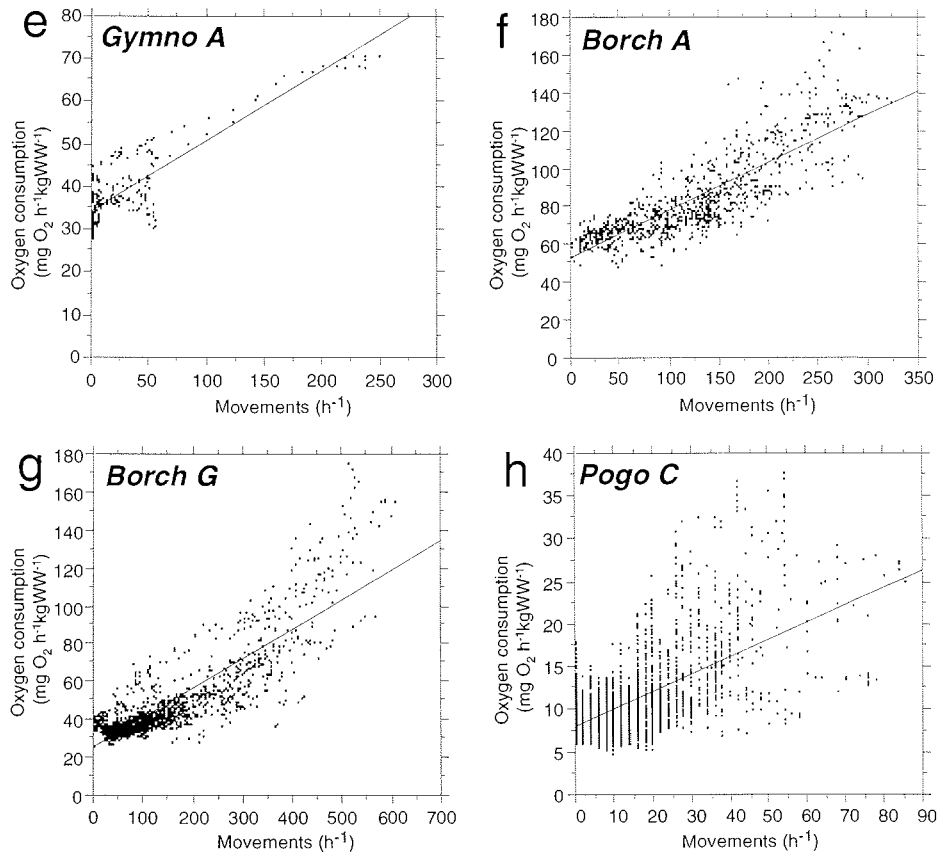 e
Gymno A
80
70
60
50
40
30
20
10
0
Oxygen consumption
(mg O2 h-1kgWW-1)
0 50 100 150 200 250 300
Movements (h-1)
f
Borch A
180
160
140
120
100
80
60
40
20
0
Oxygen consumption
(mg O2 h-1kgWW-1)
0 50 100 150 200 250 300 350
Movements (h-1)
g
Borch G
180
160
140
120
100
80
60
40
20
0
Oxygen consumption
(mg O2 h-1kgWW-1)
0 100 200 300 400 500 600 700
Movements (h-1)
h
Pogo C
40
35
30
25
20
15
10
5
0
Oxygen consumption
(mg O2 h-1kgWW-1)
0 10 20 30 40 50 60 70 80 90
Movements (h-1)